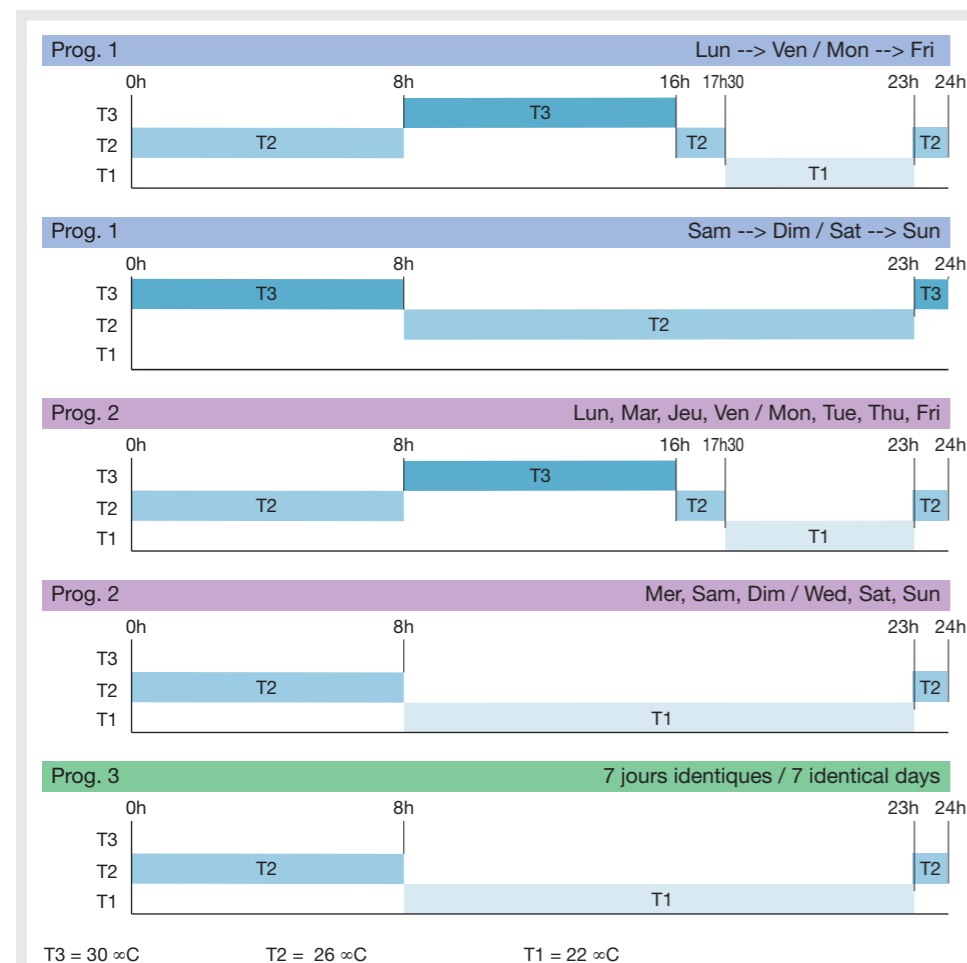 Prog. 1 Lun --> Ven / Mon --> Fri
0h 8h 16h 17h30 23h 24h
T3 T3
T2 T2 T2 T2
T1 T1
Prog. 1 Sam --> Dim / Sat --> Sun
0h 8h 23h 24h
T3 T3 T3
T2 T2
T1
Prog. 2 Lun, Mar, Jeu, Ven / Mon, Tue, Thu, Fri
0h 8h 16h 17h30 23h 24h
T3 T3
T2 T2 T2 T2
T1 T1
Prog. 2 Mer, Sam, Dim / Wed, Sat, Sun
0h 8h 23h 24h
T3
T2 T2 T2
T1 T1
Prog. 3 7 jours identiques / 7 identical days
0h 8h 23h 24h
T3
T2 T2 T2
T1 T1
T3 = 30 ∞C T2 = 26 ∞C T1 = 22 ∞C